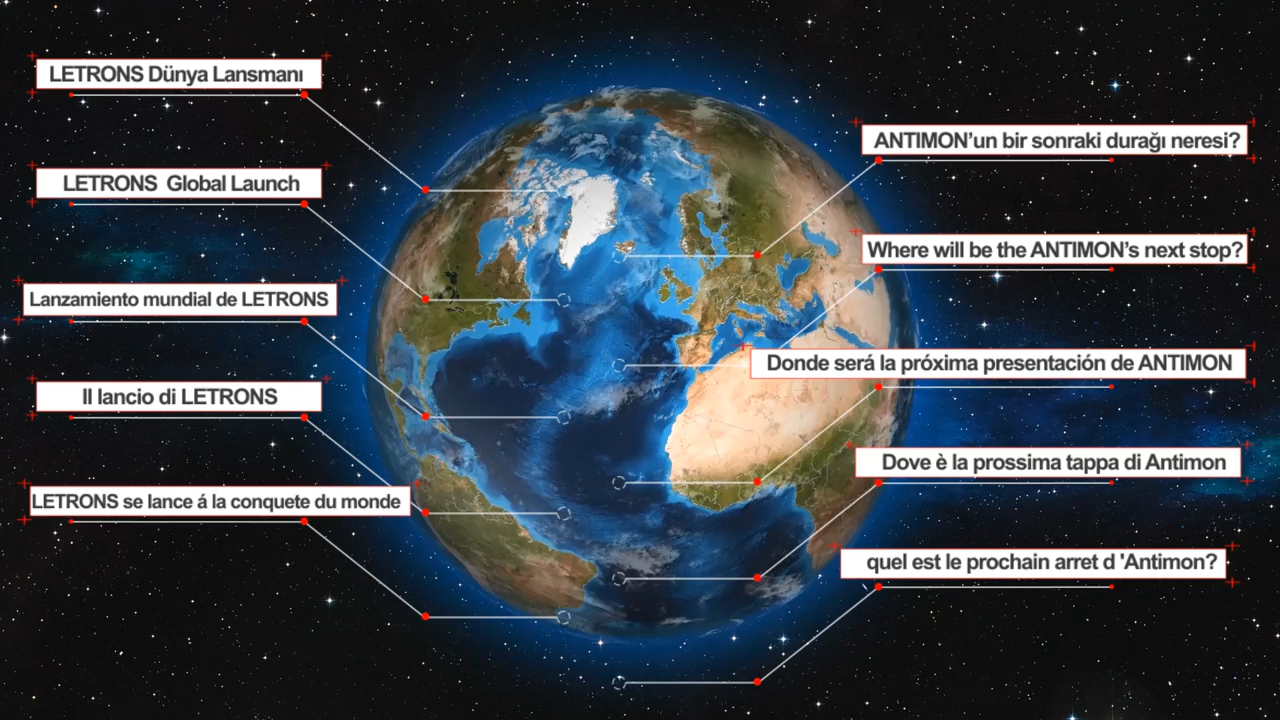 LETRONS Dünya Lansmanı
LETRONS Global Launch
Lanzamiento mundial de LETRONS
Il lancio di LETRONS
LETRONS se lance á la conquete du monde
ANTIMON'un bir sonraki durağı neresi?
Where will be the ANTIMON's next stop?
Donde será la próxima presentación de ANTIMON
Dove è la prossima tappa di Antimon
quel est le prochain arret d 'Antimon?